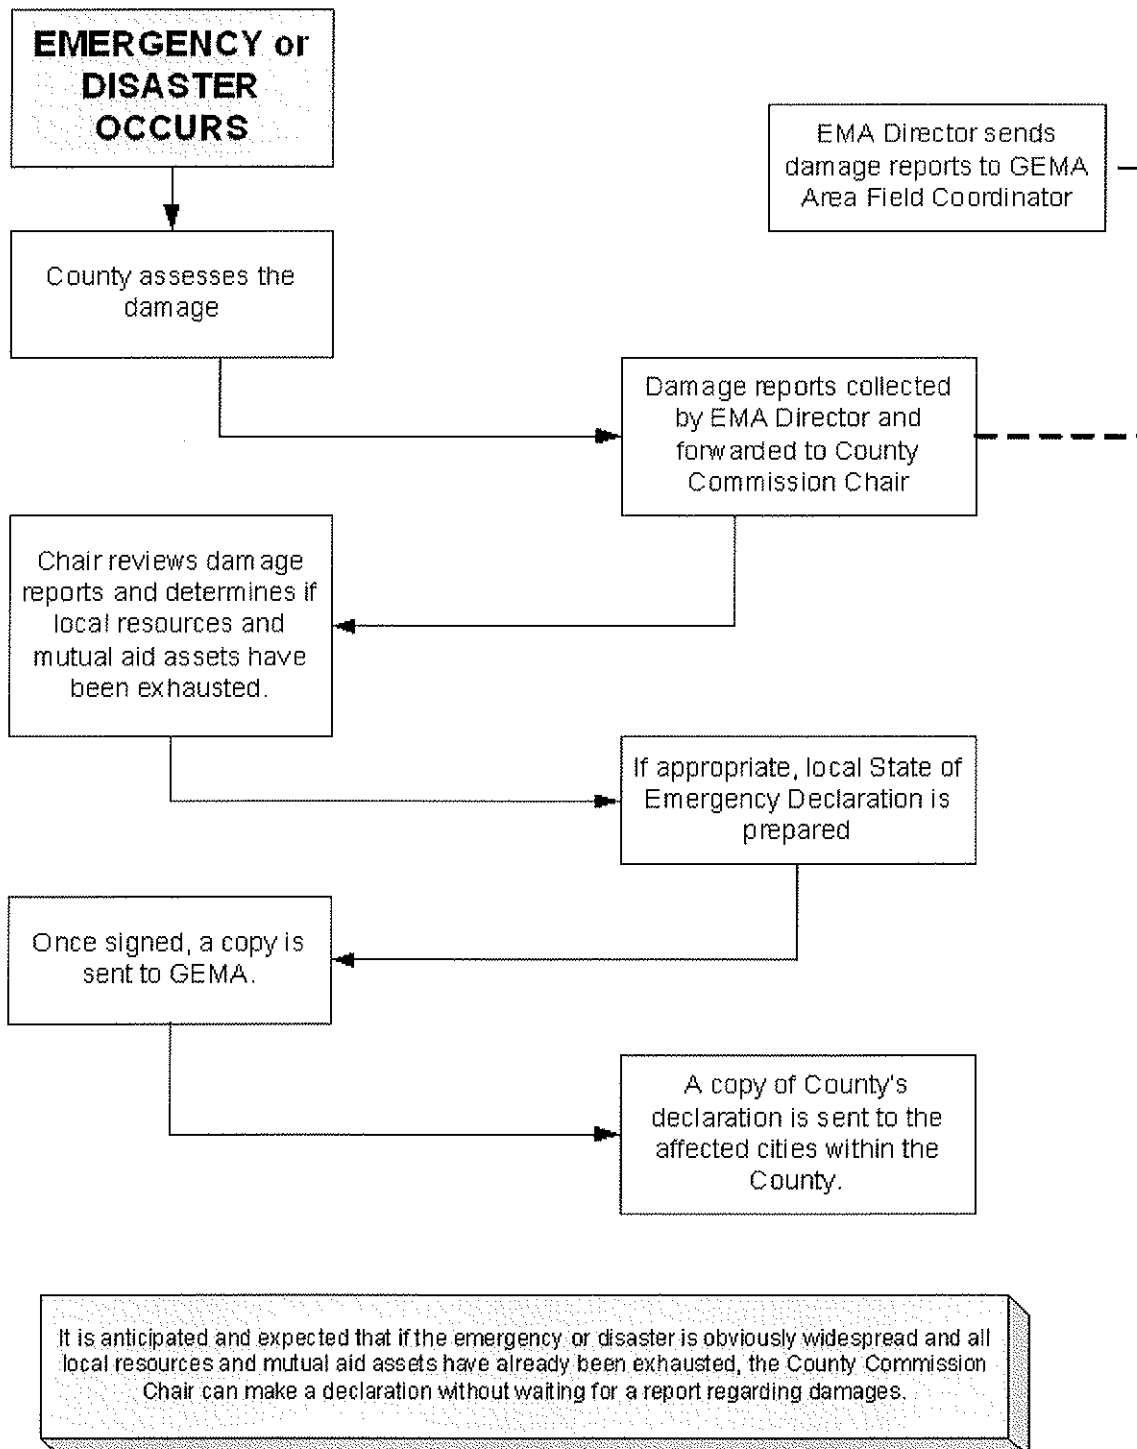 EMERGENCY or
DISASTER
OCCURS
EMA Director sends
damage reports to GEMA
Area Field Coordinator
County assesses the
damage
Damage reports collected
by EMA Director and
forwarded to County
Commission Chair
Chair reviews damage
reports and determines if
local resources and
mutual aid assets have
been exhausted.
If appropriate, local State of
Emergency Declaration is
prepared
Once signed, a copy is
sent to GEMA.
A copy of County's
declaration is sent to the
affected cities within the
County.
It is anticipated and expected that if the emergency or disaster is obviously widespread and all
local resources and mutual aid assets have already been exhausted, the County Commission
Chair can make a declaration without waiting for a report regarding damages.